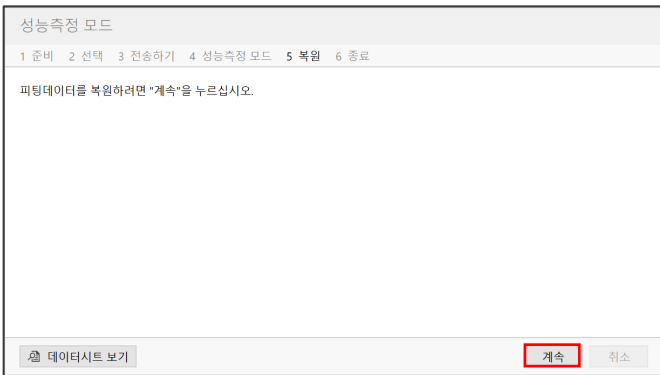 성능측정 모드
1 준비 2 선택 3 전송하기 4 성능측정 모드 5 복원 6 종료
피팅데이터를 복원하려면 "계속"을 누르십시오.
데이터시트 보기 계속 취소